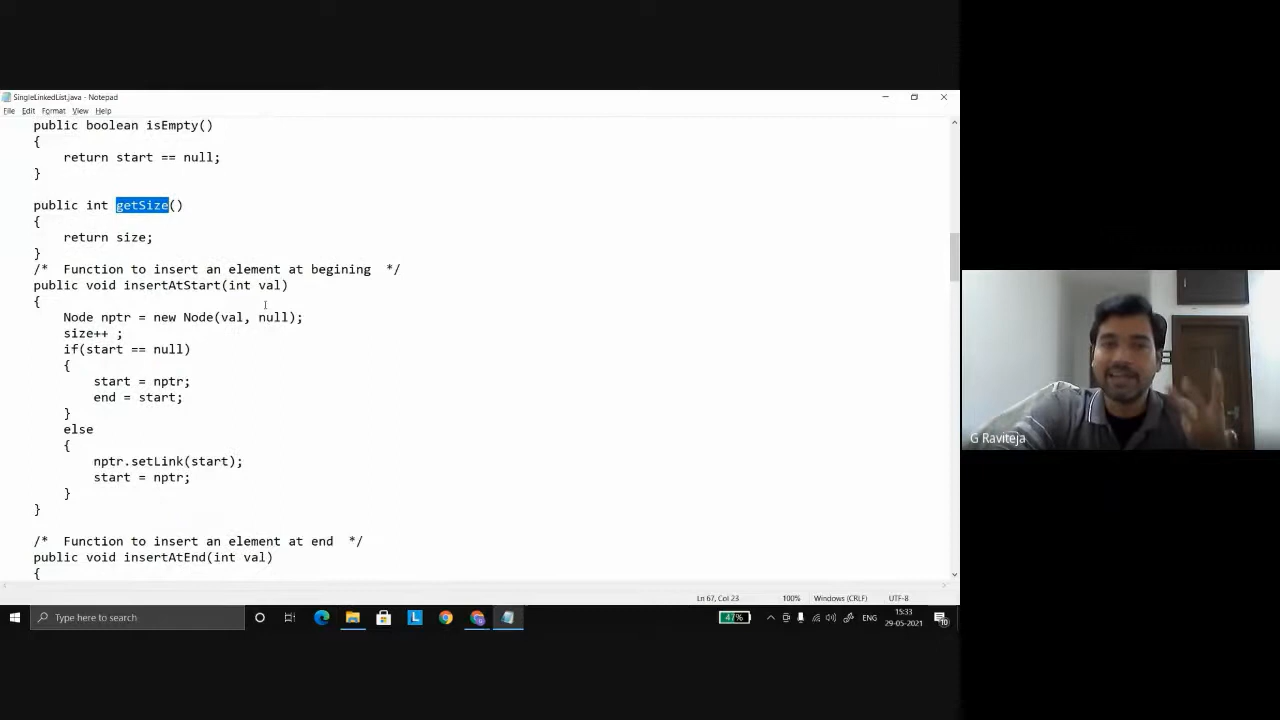 SingleLinkedList.java - Notepad
File Edit Format View Help
public boolean isEmpty()
{
return start == null;
}
public int getSize()
{
return size;
}
/* Function to insert an element at begining */
public void insertAtStart(int val)
{
Node nptr = new Node(val, null);
size++ ;
if(start == null)
{
start = nptr;
end = start;
}
else
{
nptr.setLink(start);
start = nptr;
}
}
/* Function to insert an element at end */
public void insertAtEnd(int val)
{
G Raviteja
Ln 67, Col 23 100% Windows (CRLF) UTF-8
Type here to search L 47% ENG 15:33
29-05-2021 10